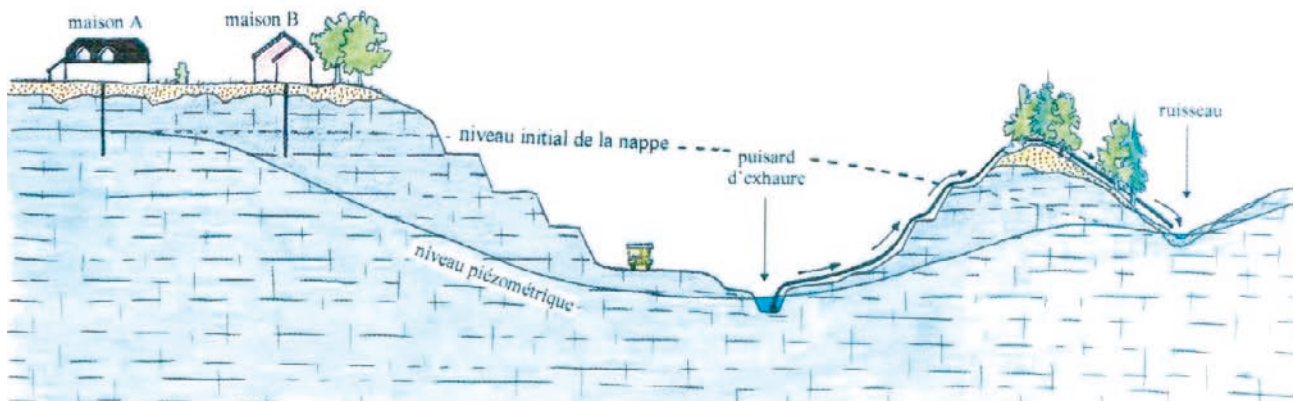 maison A
maison B
niveau initial de la nappe
puisard
d'exhaure
ruisseau
niveau piézométrique